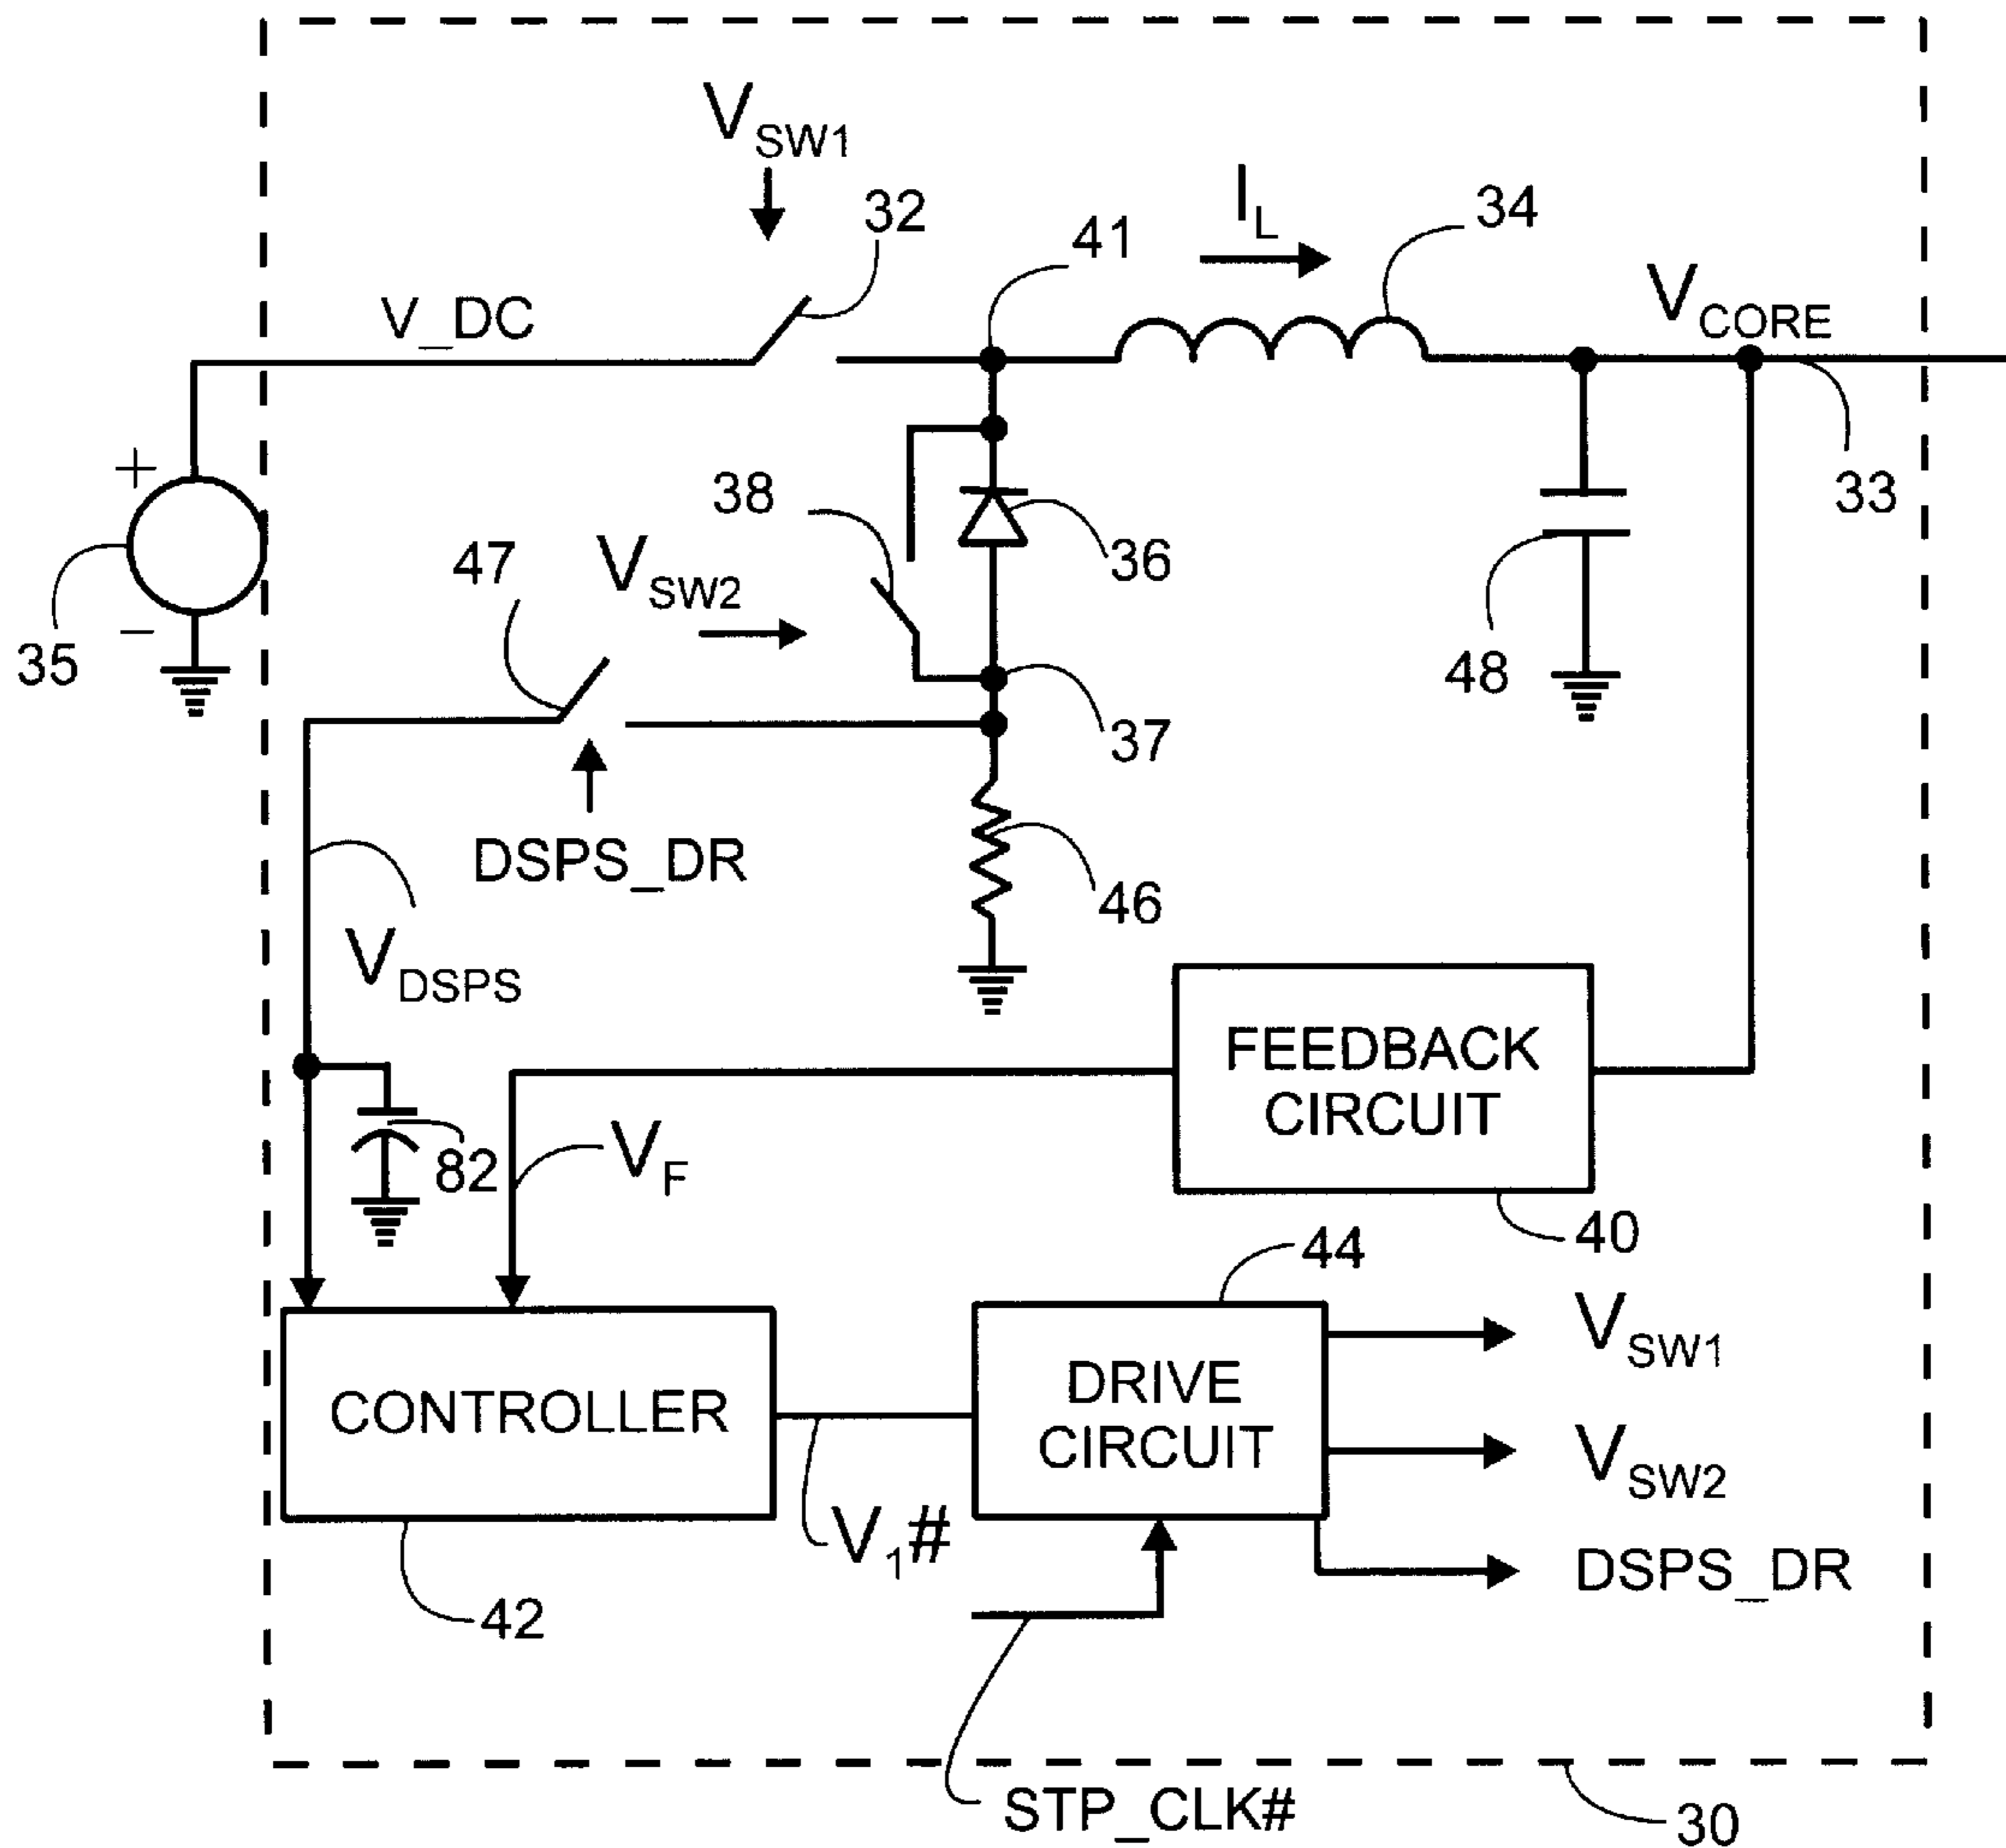 V_SW1
32
I_L
34
41
V_DC
V_CORE
+
38
33
47
V_SW2
36
35
−
48
37
DSPS_DR
46
V_DSPS
FEEDBACK
CIRCUIT
82
V_F
40
44
V_SW1
DRIVE
CIRCUIT
CONTROLLER
V_SW2
V_1#
DSPS_DR
42
STP_CLK#
30